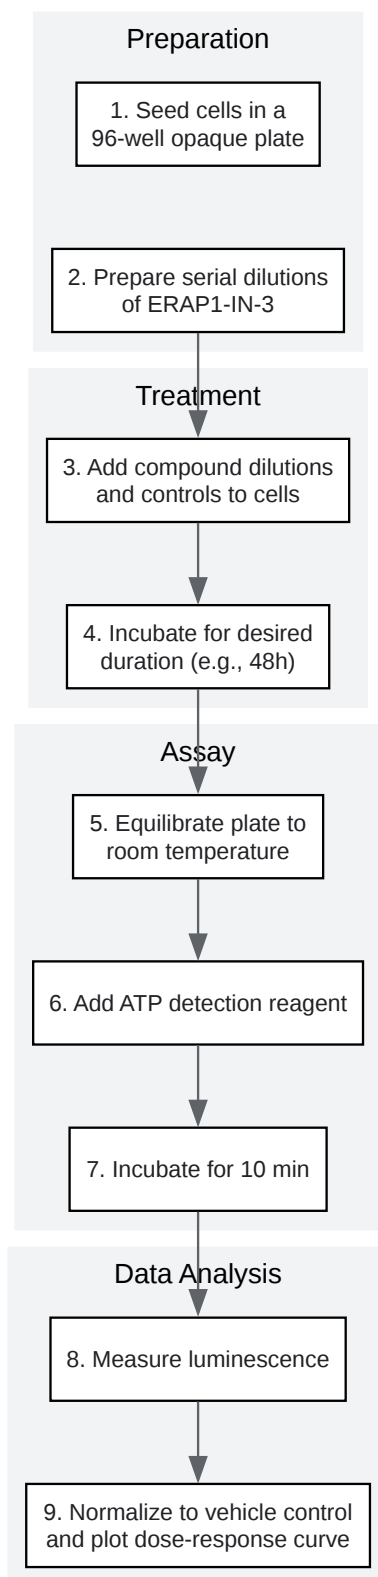 Preparation
1. Seed cells in a
96-well opaque plate
2. Prepare serial dilutions
of ERAP1-IN-3
Treatment
3. Add compound dilutions
and controls to cells
4. Incubate for desired
duration (e.g., 48h)
Assay
5. Equilibrate plate to
room temperature
6. Add ATP detection reagent
7. Incubate for 10 min
Data Analysis
8. Measure luminescence
9. Normalize to vehicle control
and plot dose-response curve